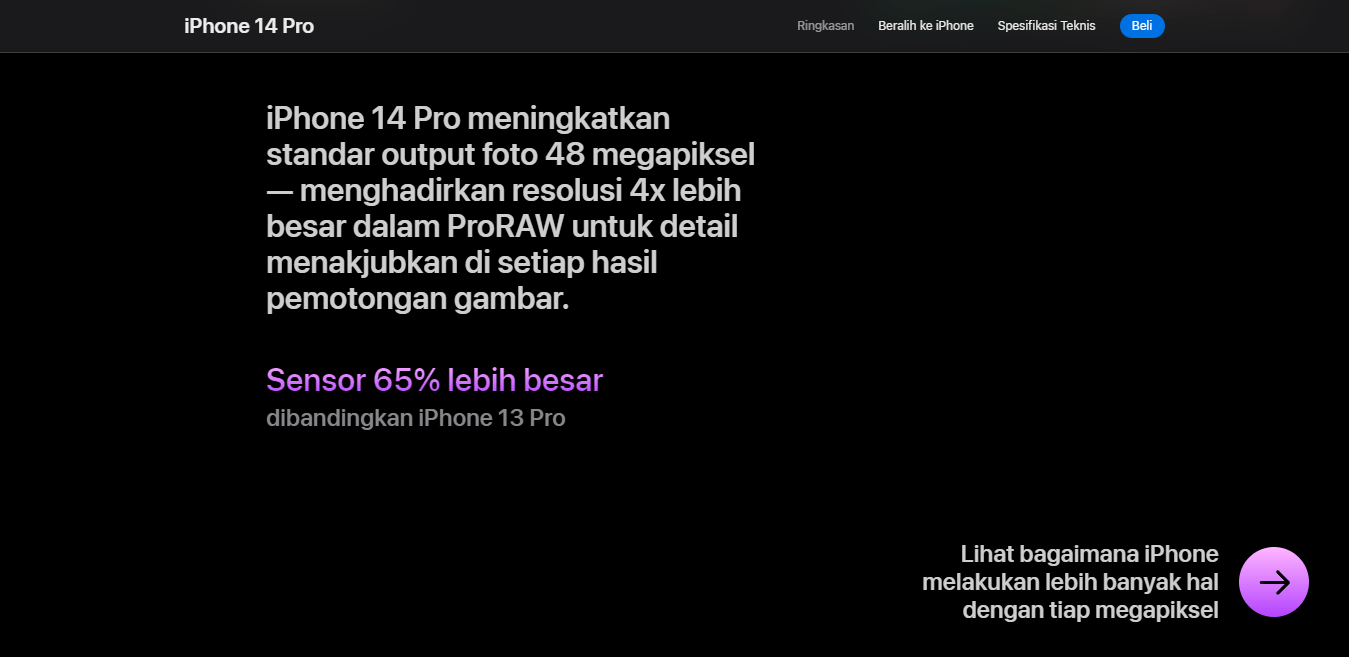 iPhone 14 Pro
Ringkasan
Beralih ke iPhone
Spesifikasi Teknis
Beli
iPhone 14 Pro meningkatkan
standar output foto 48 megapiksel
— menghadirkan resolusi 4x lebih
besar dalam ProRAW untuk detail
menakjubkan di setiap hasil
pemotongan gambar.
Sensor 65% lebih besar
dibandingkan iPhone 13 Pro
Lihat bagaimana iPhone
melakukan lebih banyak hal
dengan tiap megapiksel